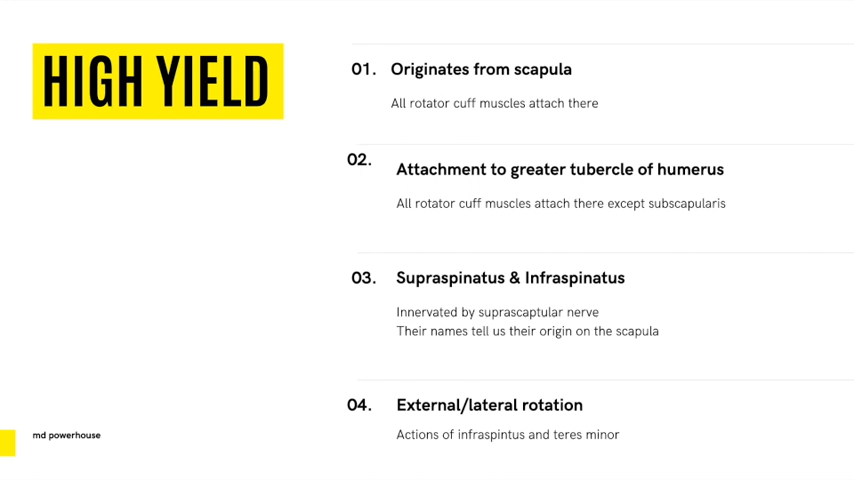 HIGH YIELD
01. Originates from scapula
All rotator cuff muscles attach there
02. Attachment to greater tubercle of humerus
All rotator cuff muscles attach there except subscapularis
03. Supraspinatus & Infraspinatus
Innervated by suprascaptular nerve
Their names tell us their origin on the scapula
04. External/lateral rotation
Actions of infraspintus and teres minor
md powerhouse